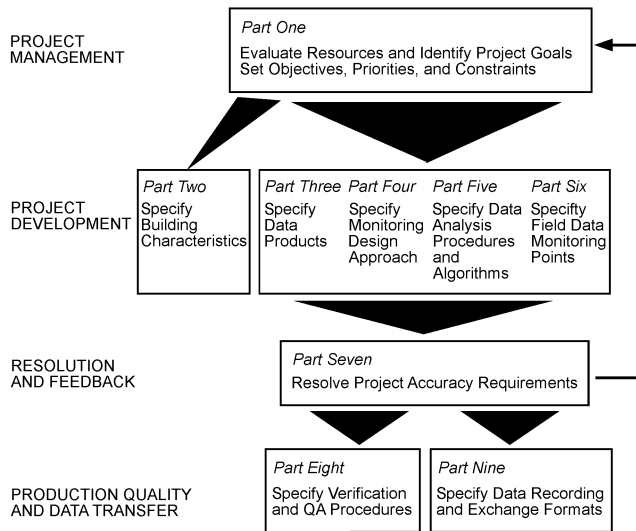 PROJECT
MANAGEMENT
Part One
Evaluate Resources and Identify Project Goals
Set Objectives, Priorities, and Constraints
PROJECT
DEVELOPMENT
Part Two
Specify
Building
Characteristics
Part Three
Specify
Data
Products
Part Four
Specify
Monitoring
Design
Approach
Part Five
Specify Data
Analysis
Procedures
and
Algorithms
Part Six
Specifty
Field Data
Monitoring
Points
RESOLUTION
AND FEEDBACK
Part Seven
Resolve Project Accuracy Requirements
PRODUCTION QUALITY
AND DATA TRANSFER
Part Eight
Specify Verification
and QA Procedures
Part Nine
Specify Data Recording
and Exchange Formats